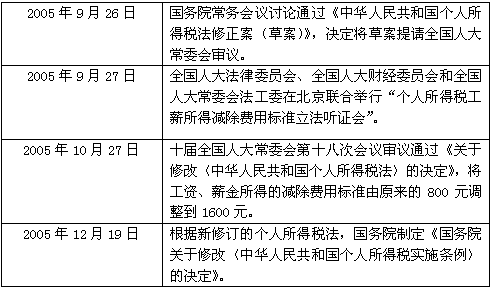 2005 年 9 月 26 日
国务院常务会议讨论通过《中华人民共和国个人所
得税法修正案（草案）》，决定将草案提请全国人大
常委会审议。
2005 年 9 月 27 日
全国人大法律委员会、全国人大财经委员会和全国
人大常委会法工委在北京联合举行“个人所得税工
薪所得减除费用标准立法听证会”。
2005 年 10 月 27 日
十届全国人大常委会第十八次会议审议通过《关于
修改〈中华人民共和国个人所得税法〉的决定》，将
工资、薪金所得的减除费用标准由原来的 800 元调
整到 1600 元。
2005 年 12 月 19 日
根据新修订的个人所得税法，国务院制定《国务院
关于修改〈中华人民共和国个人所得税实施条例〉
的决定》。